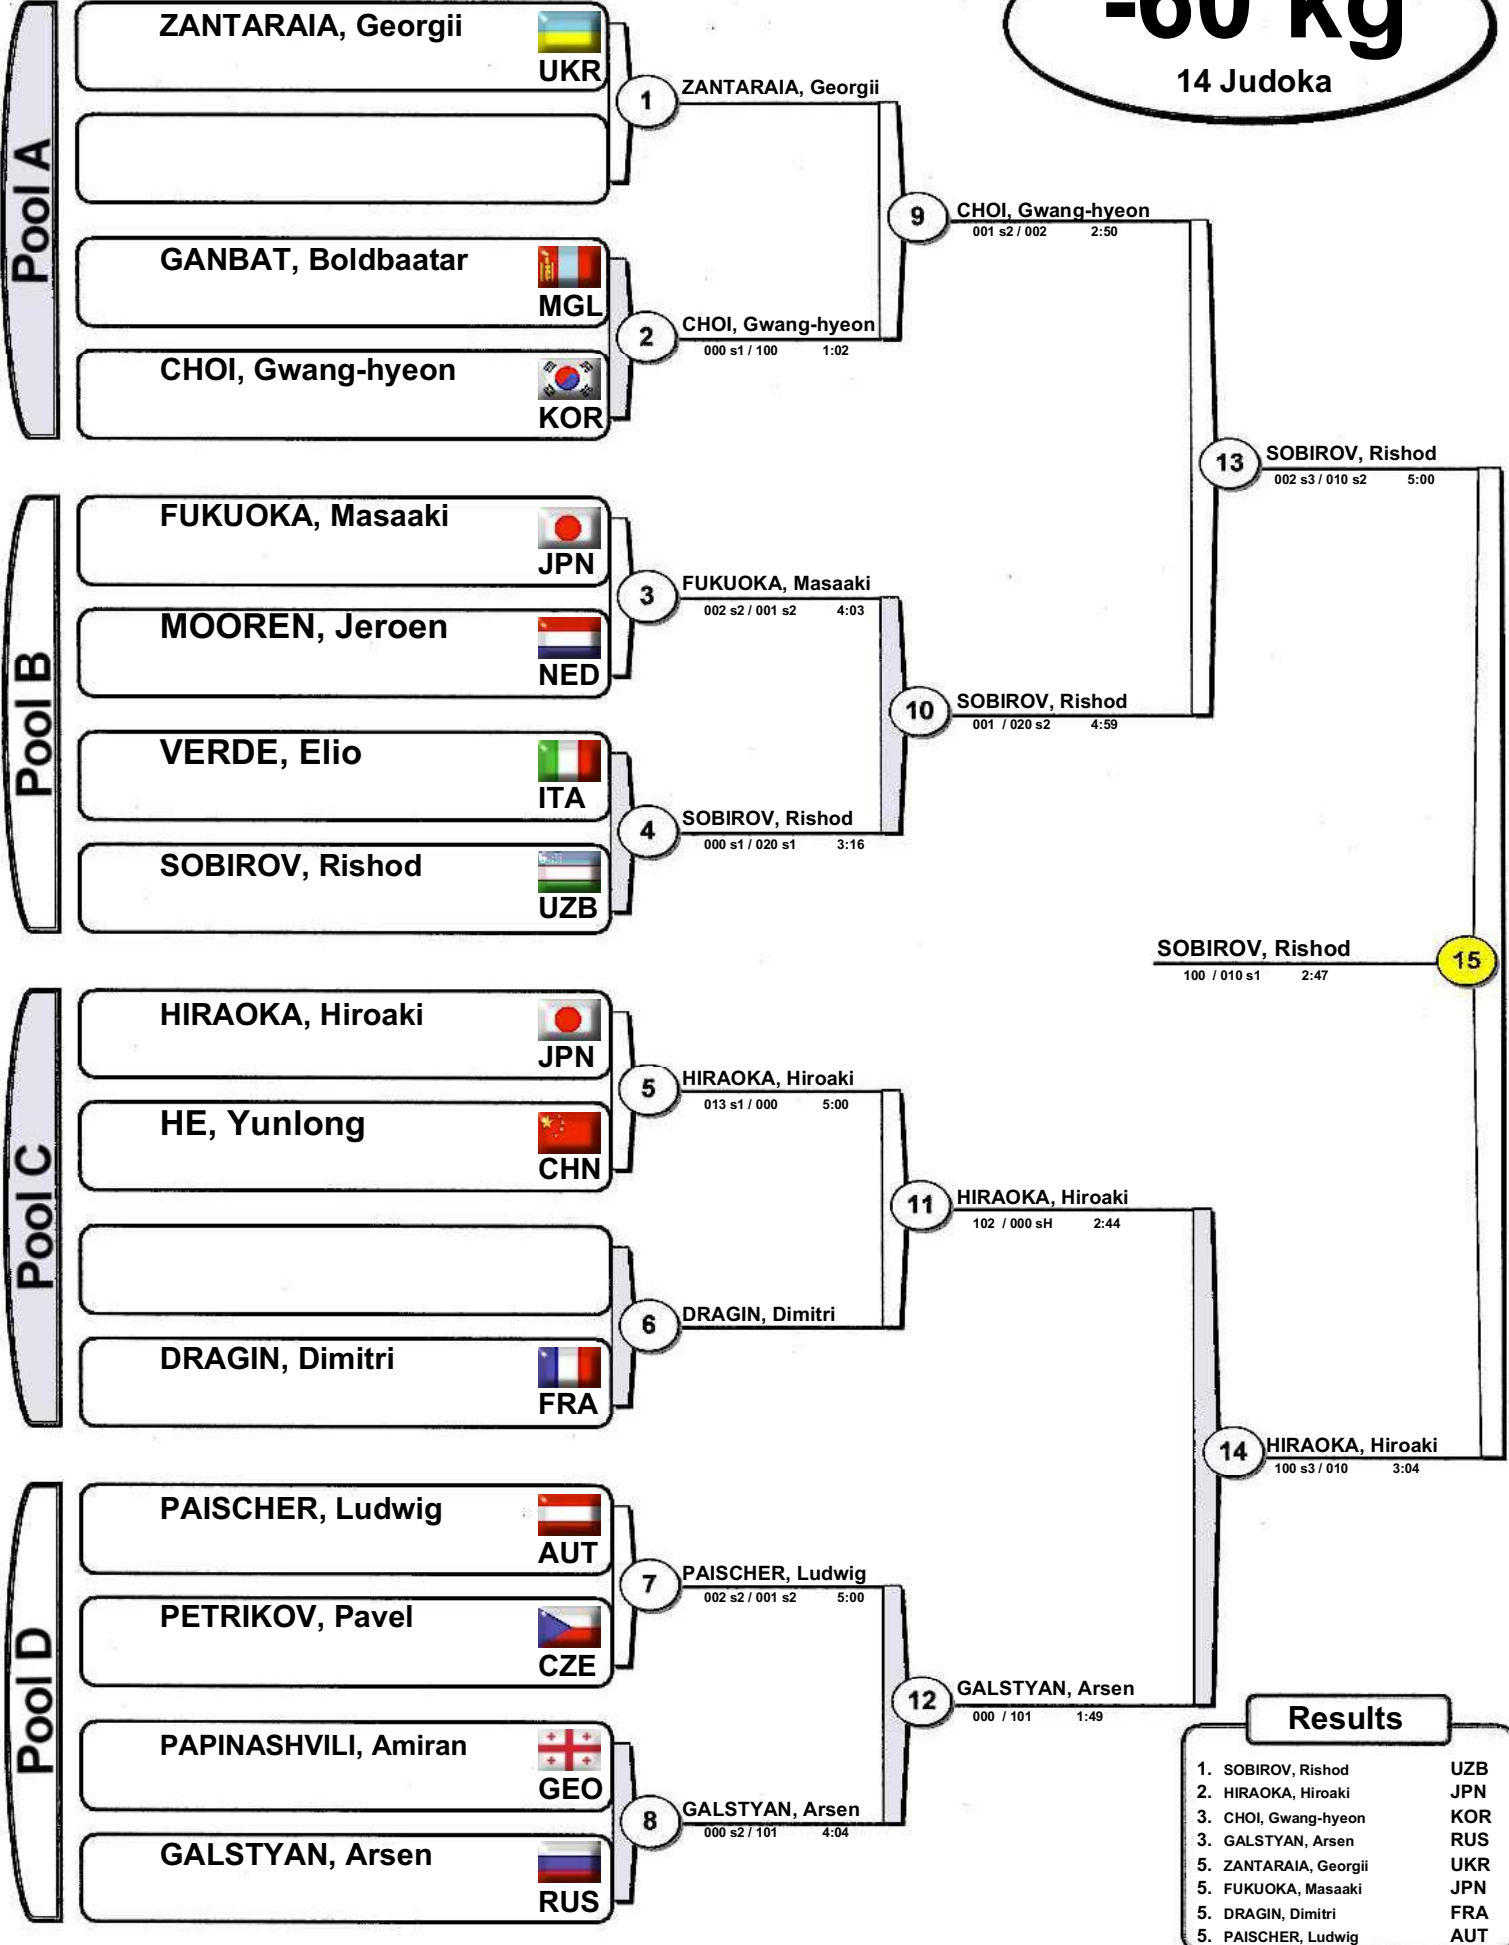 -60 kg
14 Judoka
Pool A
ZANTARAIA, Georgii
UKR
GANBAT, Boldbaatar
MGL
CHOI, Gwang-hyeon
KOR
1
ZANTARAIA, Georgii
2
CHOI, Gwang-hyeon
000 s1 / 100 1:02
9
CHOI, Gwang-hyeon
001 s2 / 002 2:50
Pool B
FUKUOKA, Masaaki
JPN
MOOREN, Jeroen
NED
VERDE, Elio
ITA
SOBIROV, Rishod
UZB
3
FUKUOKA, Masaaki
002 s2 / 001 s2 4:03
4
SOBIROV, Rishod
000 s1 / 020 s1 3:16
10
SOBIROV, Rishod
001 / 020 s2 4:59
13
SOBIROV, Rishod
002 s3 / 010 s2 5:00
SOBIROV, Rishod
100 / 010 s1 2:47
15
Pool C
HIRAOKA, Hiroaki
JPN
HE, Yunlong
CHN
DRAGIN, Dimitri
FRA
5
HIRAOKA, Hiroaki
013 s1 / 000 5:00
6
DRAGIN, Dimitri
11
HIRAOKA, Hiroaki
102 / 000 sH 2:44
Pool D
PAISCHER, Ludwig
AUT
PETRIKOV, Pavel
CZE
PAPINASHVILI, Amiran
GEO
GALSTYAN, Arsen
RUS
7
PAISCHER, Ludwig
002 s2 / 001 s2 5:00
8
GALSTYAN, Arsen
000 s2 / 101 4:04
12
GALSTYAN, Arsen
000 / 101 1:49
14
HIRAOKA, Hiroaki
100 s3 / 010 3:04
Results
1. SOBIROV, Rishod UZB
2. HIRAOKA, Hiroaki JPN
3. CHOI, Gwang-hyeon KOR
3. GALSTYAN, Arsen RUS
5. ZANTARAIA, Georgii UKR
5. FUKUOKA, Masaaki JPN
5. DRAGIN, Dimitri FRA
5. PAISCHER, Ludwig AUT